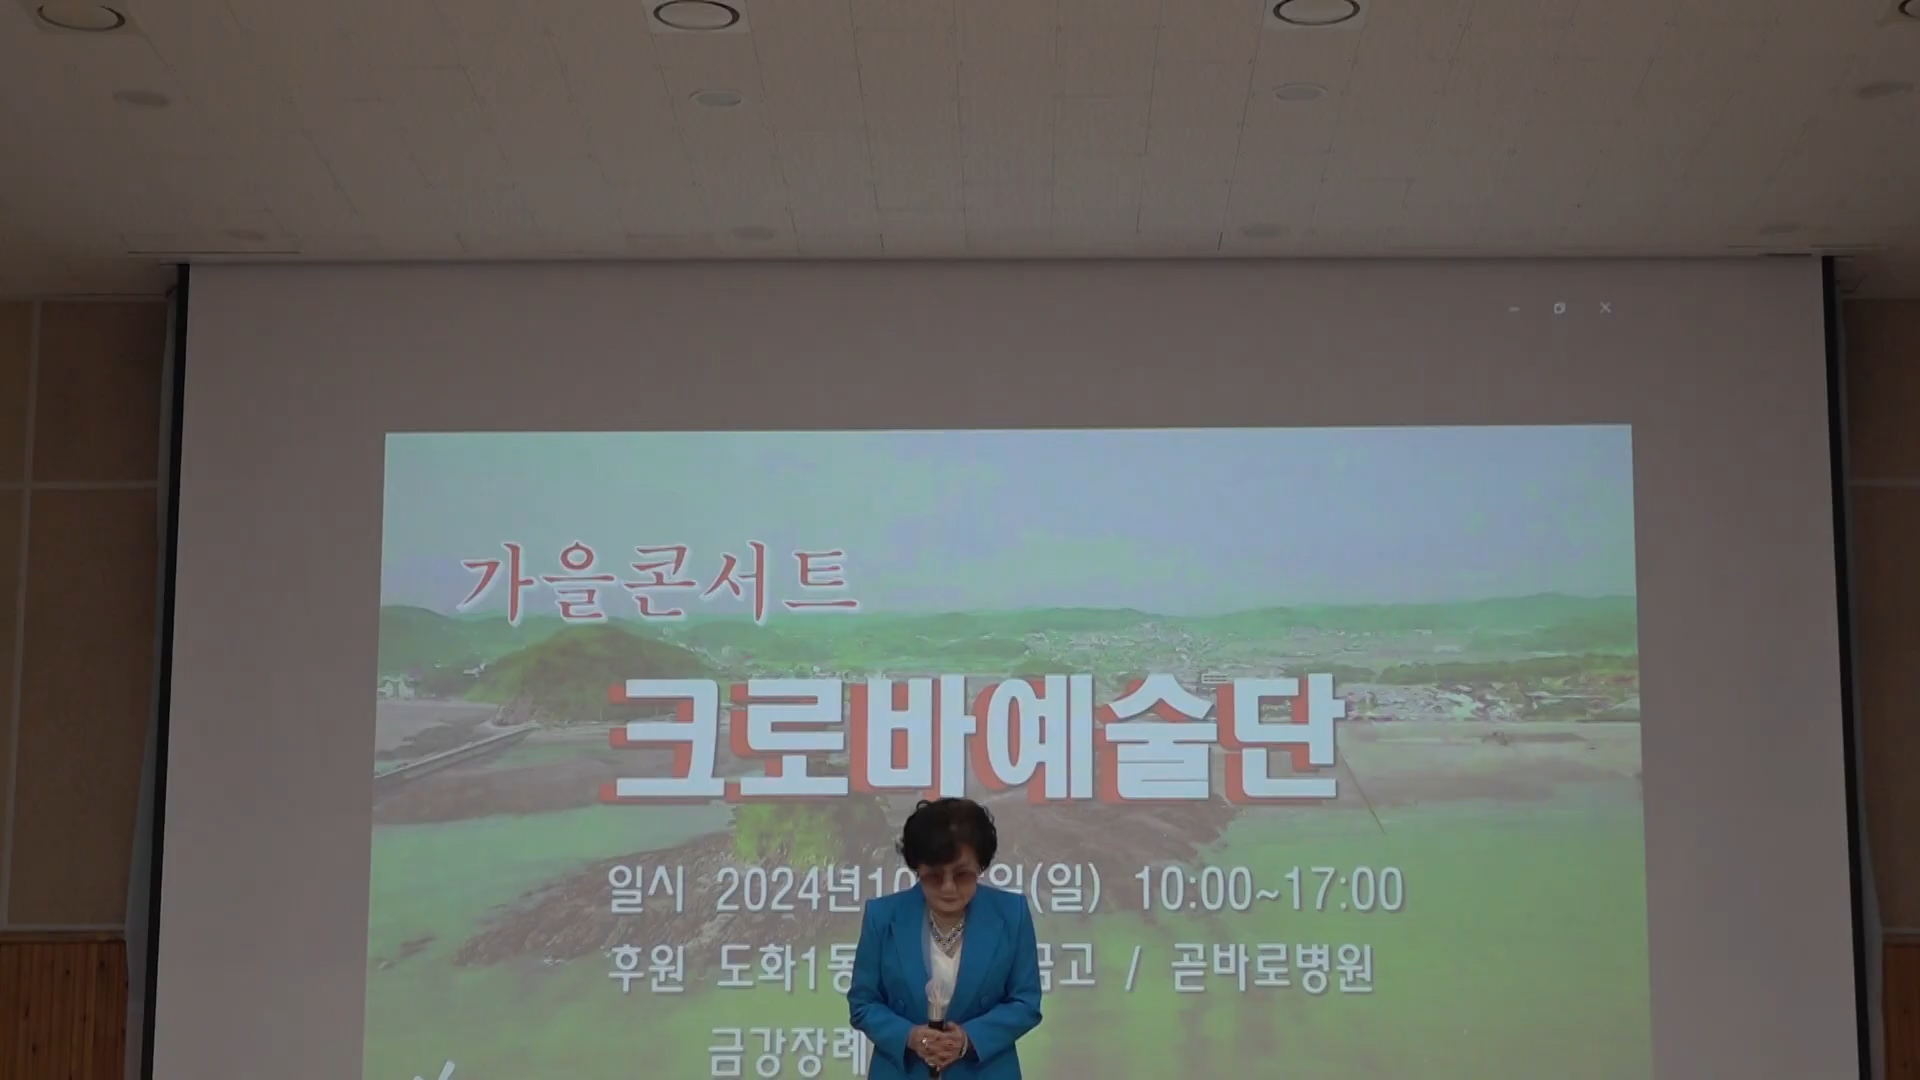 가을콘서트
크로바예술단
일시 2024년10 (일) 10:00~17:00
후원 도화1동 금고 / 곧바로병원
금강장례